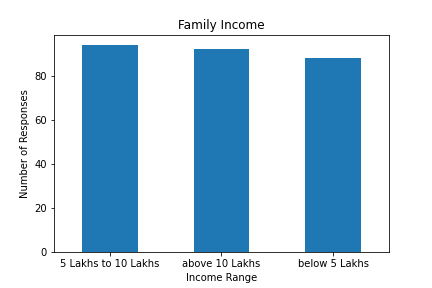 Family Income
Number of Responses
80
60
40
20
0
5 Lakhs to 10 Lakhs
above 10 Lakhs
below 5 Lakhs
Income Range